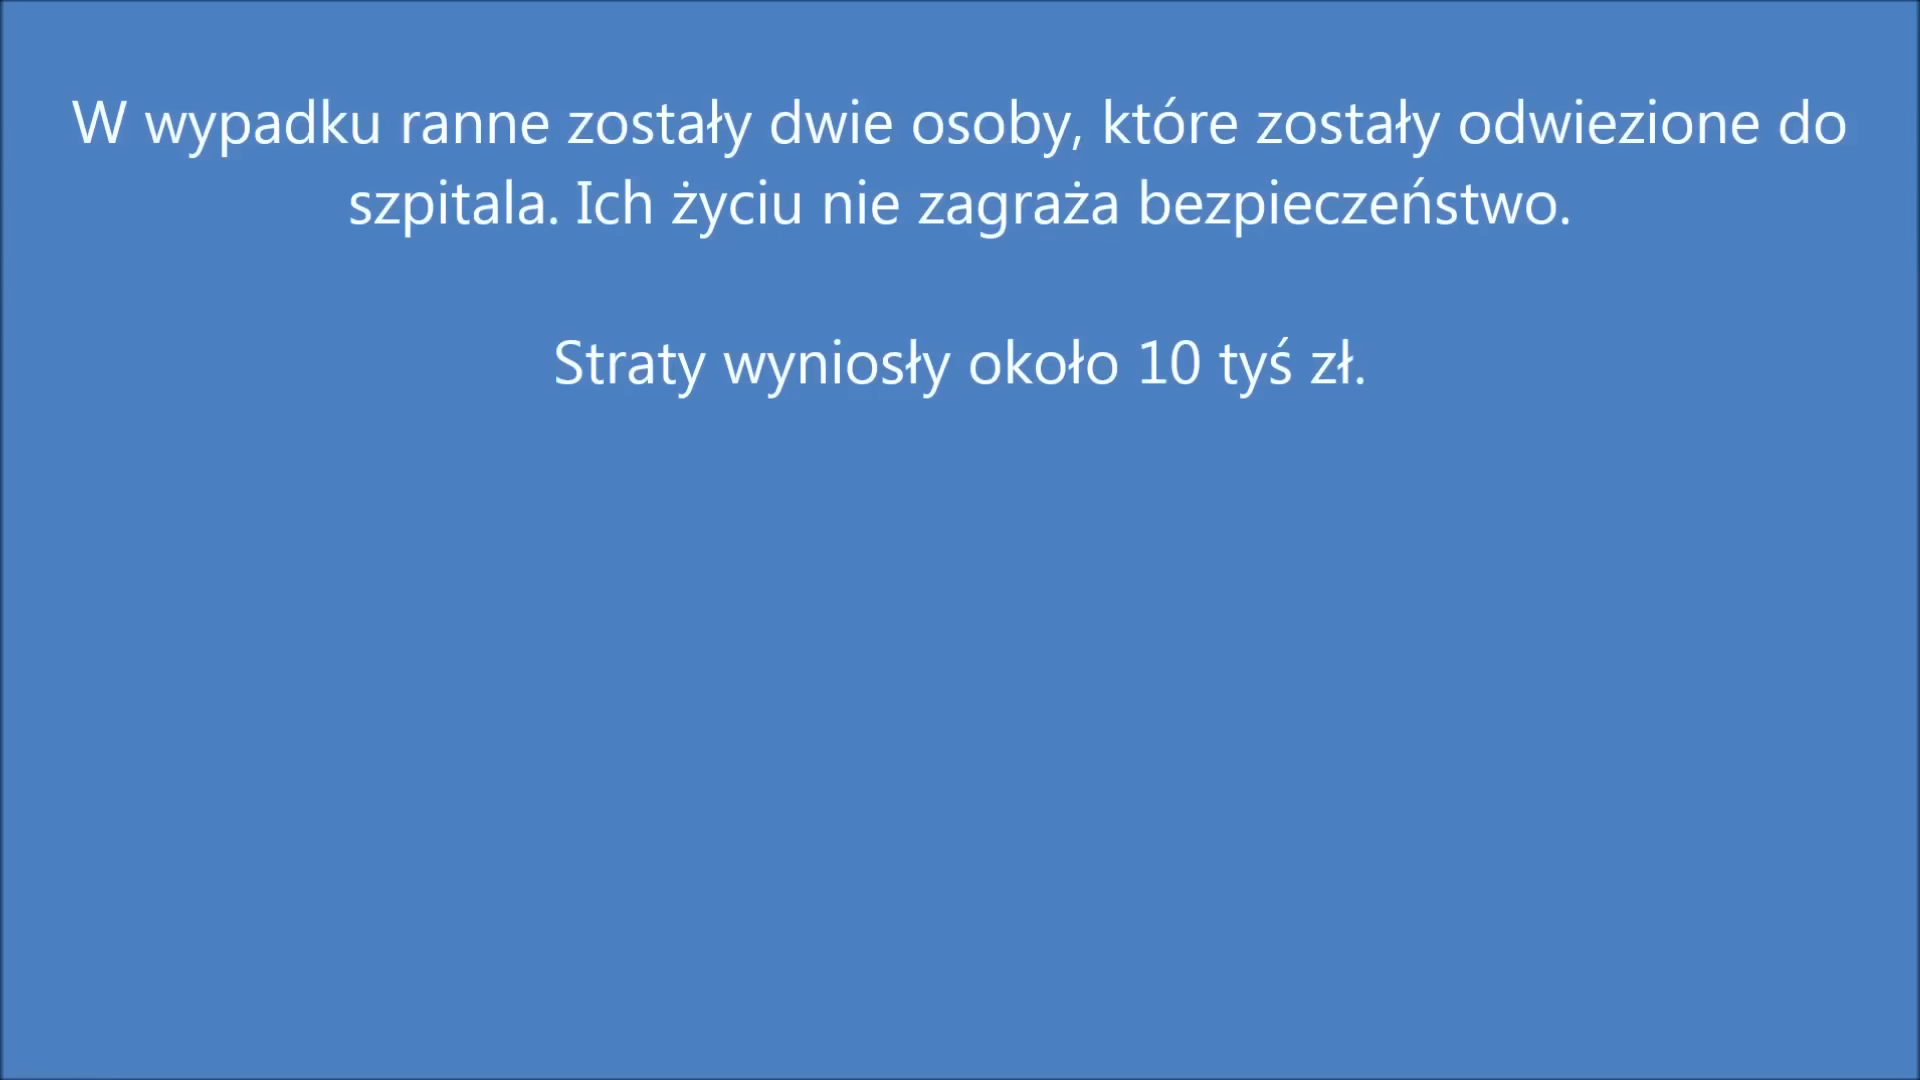 W wypadku ranne zostały dwie osoby, które zostały odwiezione do
szpitala. Ich życiu nie zagraża bezpieczeństwo.
Straty wyniosły około 10 tyś zł.